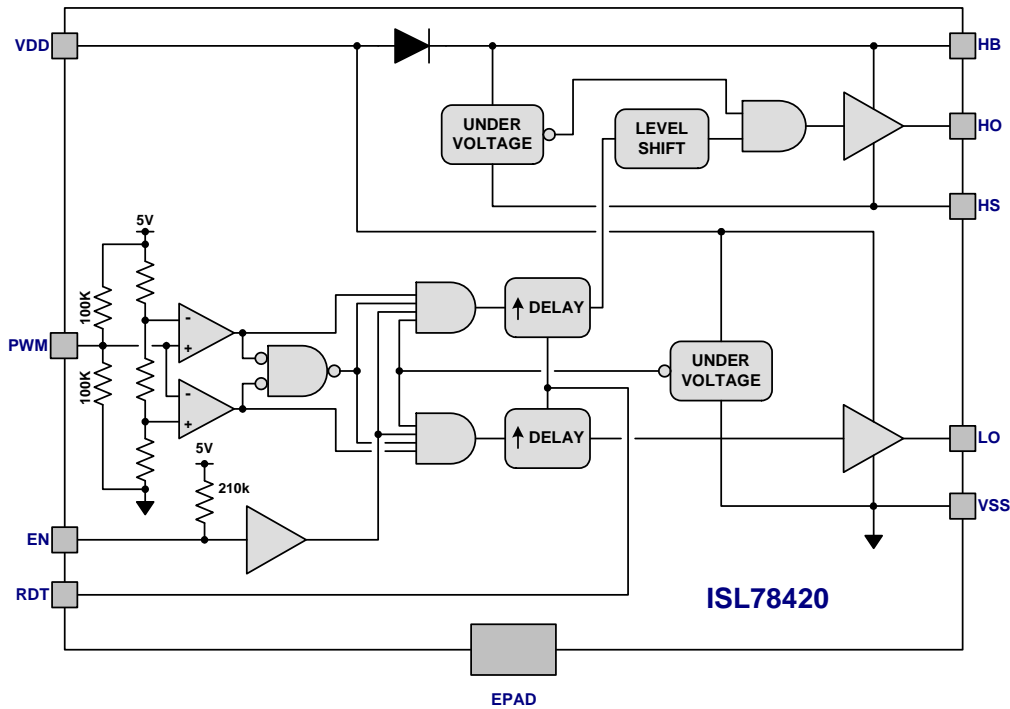 VDD
HB
UNDER
VOLTAGE
LEVEL
SHIFT
HO
HS
5V
100K
↑ DELAY
PWM
100K
UNDER
VOLTAGE
↑ DELAY
LO
5V
210k
VSS
EN
RDT
ISL78420
EPAD
-
+
-
+